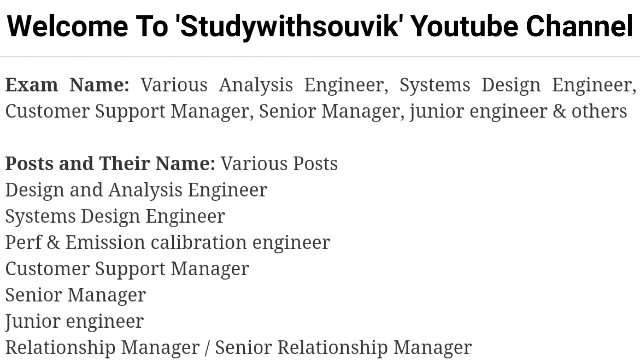 Welcome To 'Studywithsouvik' Youtube Channel
Exam Name: Various Analysis Engineer, Systems Design Engineer,
Customer Support Manager, Senior Manager, junior engineer & others
Posts and Their Name: Various Posts
Design and Analysis Engineer
Systems Design Engineer
Perf & Emission calibration engineer
Customer Support Manager
Senior Manager
Junior engineer
Relationship Manager / Senior Relationship Manager